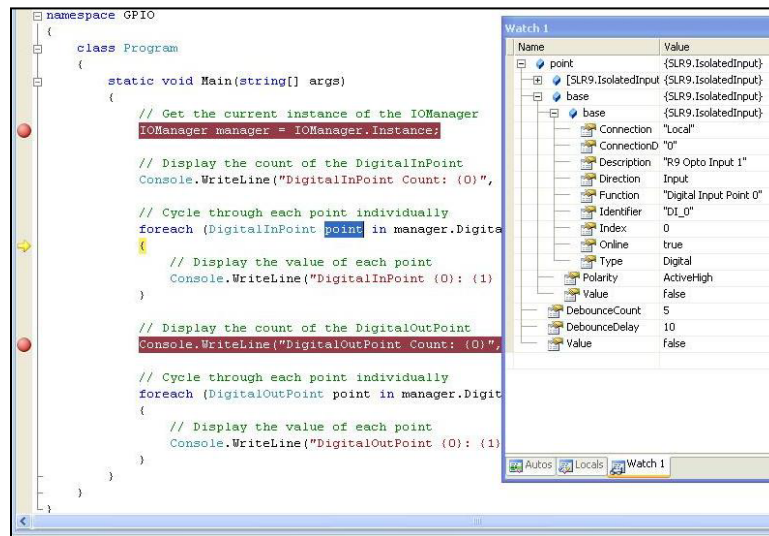 namespace GPIO
{
class Program
{
static void Main(string[] args)
{
// Get the current instance of the IOManager
IOManager manager = IOManager.Instance;
// Display the count of the DigitalInPoint
Console.WriteLine("DigitalInPoint Count: {0}",
// Cycle through each point individually
foreach (DigitalInPoint point in manager.Digita
{
// Display the value of each point
Console.WriteLine("DigitalInPoint {0}: {1}
}
// Display the count of the DigitalOutPoint
Console.WriteLine("DigitalOutPoint Count: {0}",
// Cycle through each point individually
foreach (DigitalOutPoint point in manager.Digit
{
// Display the value of each point
Console.WriteLine("DigitalOutPoint {0}: {1}
}
}
}
}
Watch 1
Name Value
point {SLR9.IsolatedInput}
[SLR9.IsolatedInput {SLR9.IsolatedInput}
base {SLR9.IsolatedInput}
base {SLR9.IsolatedInput}
Connection "Local"
ConnectionD "0"
Description "R9 Opto Input 1"
Direction Input
Function "Digital Input Point 0"
Identifier "DI_0"
Index 0
Online true
Type Digital
Polarity ActiveHigh
Value false
DebounceCount 5
DebounceDelay 10
Value false
Autos Locals Watch 1